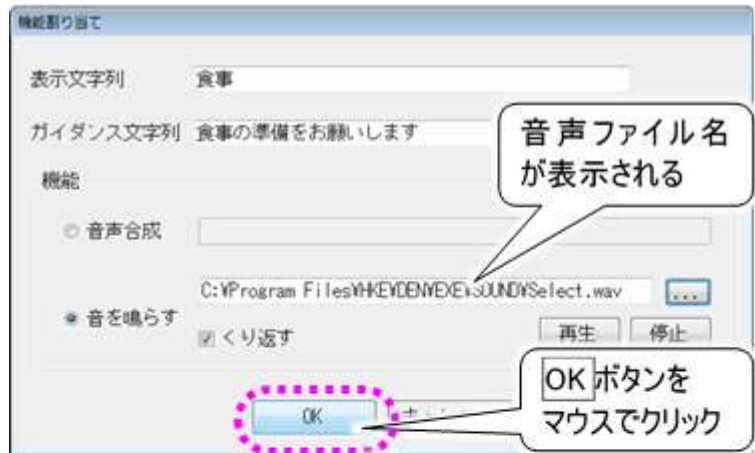 機能割り当て
表示文字列 食事
ガイダンス文字列 食事の準備をお願いします
音声ファイル名
が表示される
機能
音声合成
C:¥Program Files¥HKE¥DEN¥EXE¥SOUND¥Select.wav ...
音を鳴らす
くり返す 再生 停止
OKボタンを
マウスでクリック
OK